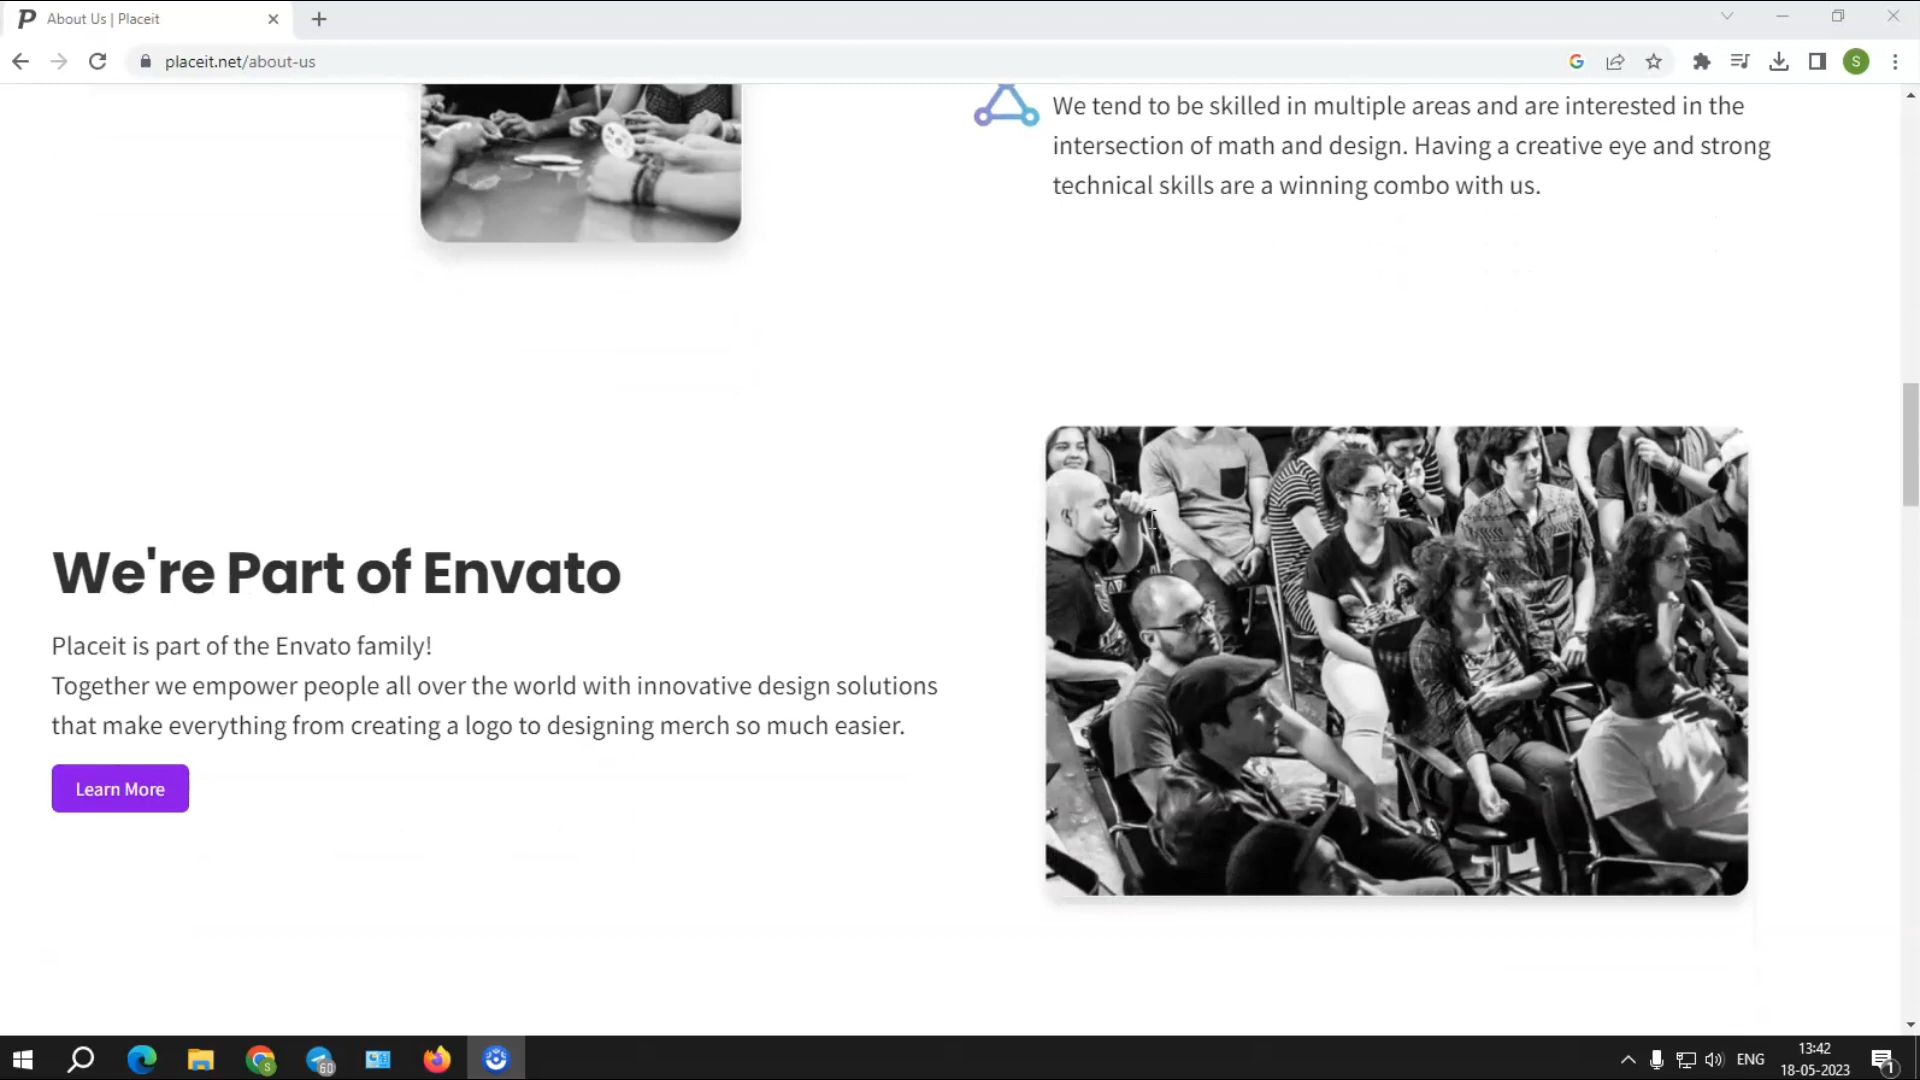 About Us | Placeit
placeit.net/about-us
S
We tend to be skilled in multiple areas and are interested in the
intersection of math and design. Having a creative eye and strong
technical skills are a winning combo with us.
We're Part of Envato
Placeit is part of the Envato family!
Together we empower people all over the world with innovative design solutions
that make everything from creating a logo to designing merch so much easier.
Learn More
S
60
ENG
13:42
18-05-2023
1